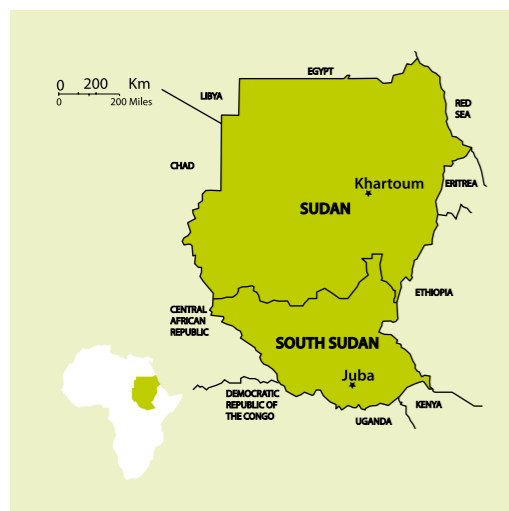 EGYPT
0 200 Km
0 200 Miles
LIBYA
RED
SEA
CHAD
Khartoum
ERITREA
SUDAN
ETHIOPIA
CENTRAL
AFRICAN
REPUBLIC
SOUTH SUDAN
Juba
DEMOCRATIC
REPUBLIC OF
THE CONGO
KENYA
UGANDA